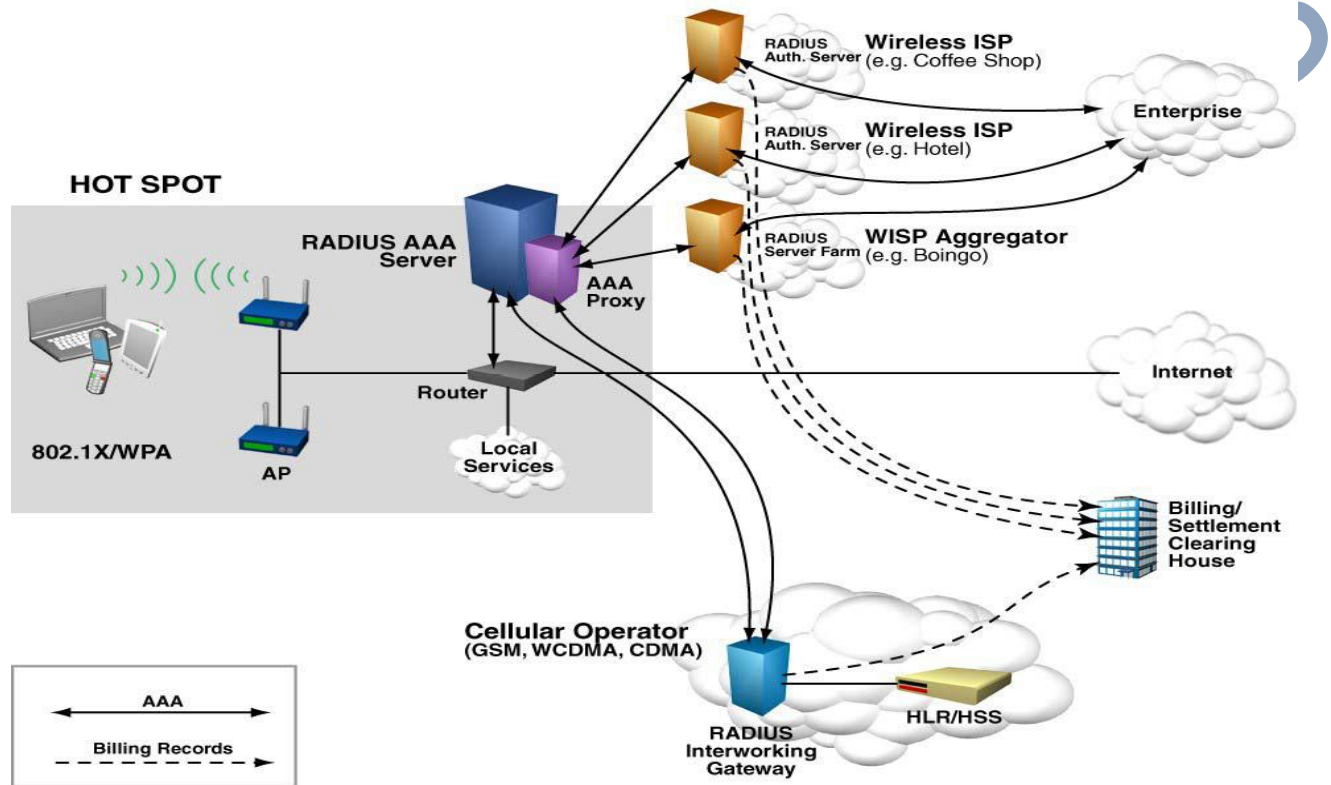 RADIUS
Auth. Server
Wireless ISP
(e.g. Coffee Shop)
Enterprise
RADIUS
Auth. Server
Wireless ISP
(e.g. Hotel)
HOT SPOT
RADIUS AAA
Server
AAA
Proxy
RADIUS
Server Farm
WISP Aggregator
(e.g. Boingo)
Internet
Router
802.1X/WPA
AP
Local
Services
Billing/
Settlement
Clearing
House
Cellular Operator
(GSM, WCDMA, CDMA)
HLR/HSS
RADIUS
Interworking
Gateway
AAA
Billing Records